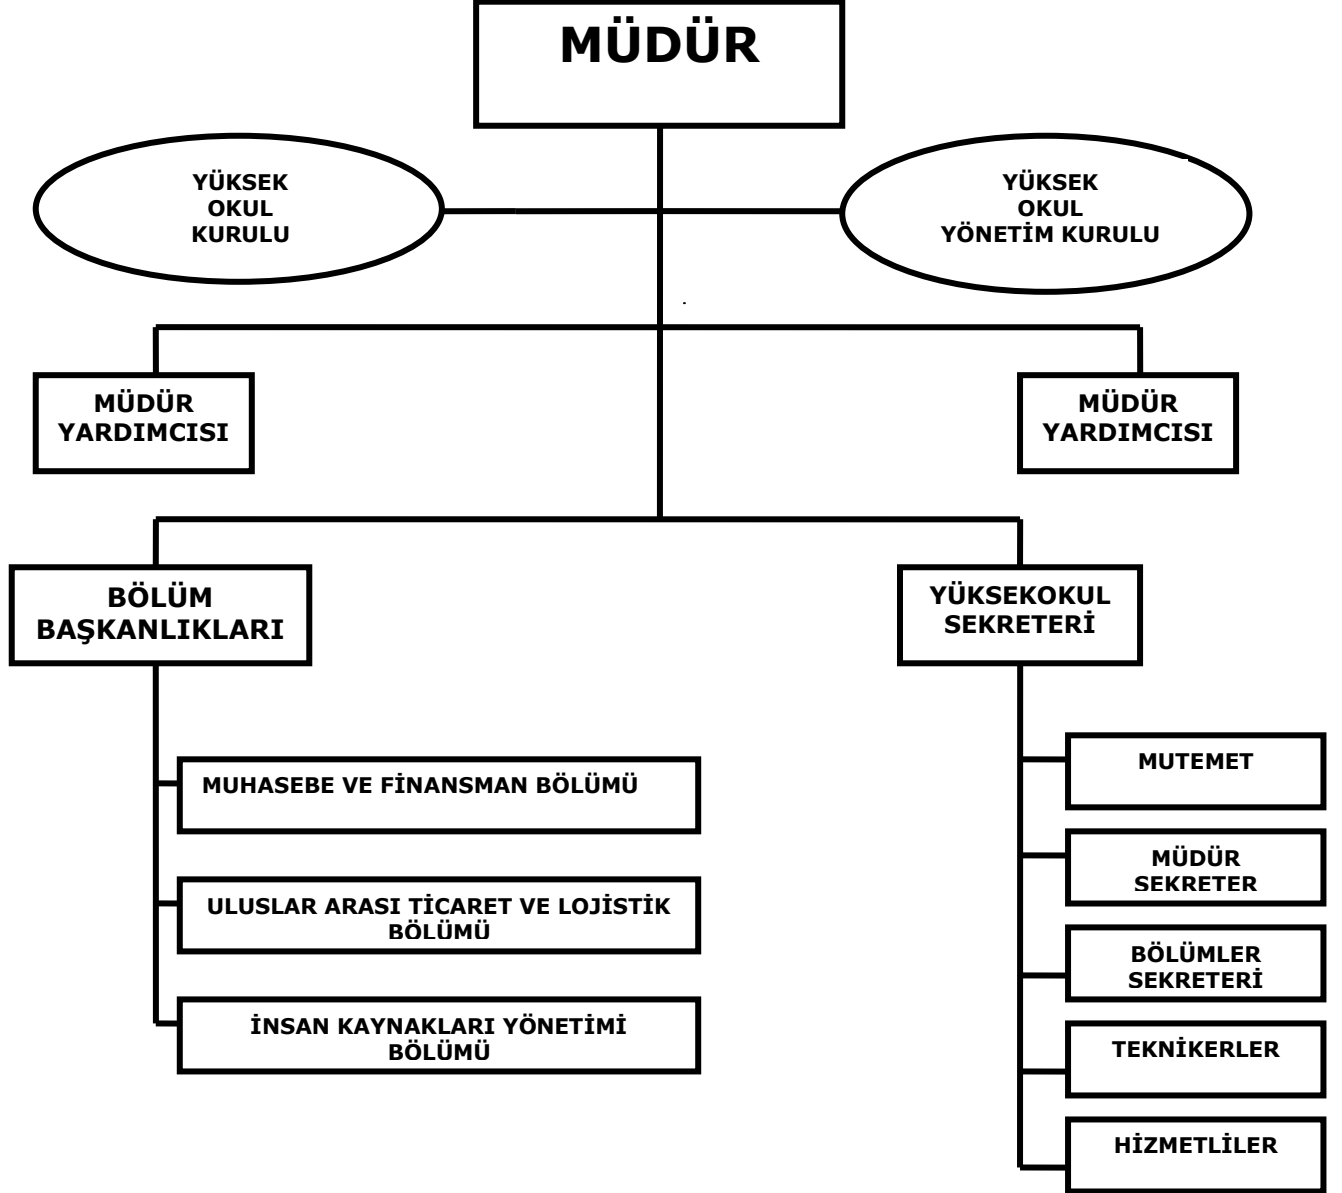 MÜDÜR
YÜKSEK
OKUL
KURULU
YÜKSEK
OKUL
YÖNETİM KURULU
MÜDÜR
YARDIMCISI
MÜDÜR
YARDIMCISI
BÖLÜM
BAŞKANLIKLARI
YÜKSEKOKUL
SEKRETERİ
MUHASEBE VE FİNANSMAN BÖLÜMÜ
ULUSLAR ARASI TİCARET VE LOJİSTİK
BÖLÜMÜ
İNSAN KAYNAKLARI YÖNETİMİ
BÖLÜMÜ
MUTEMET
MÜDÜR
SEKRETER
BÖLÜMLER
SEKRETERİ
TEKNİKERLER
HİZMETLİLER